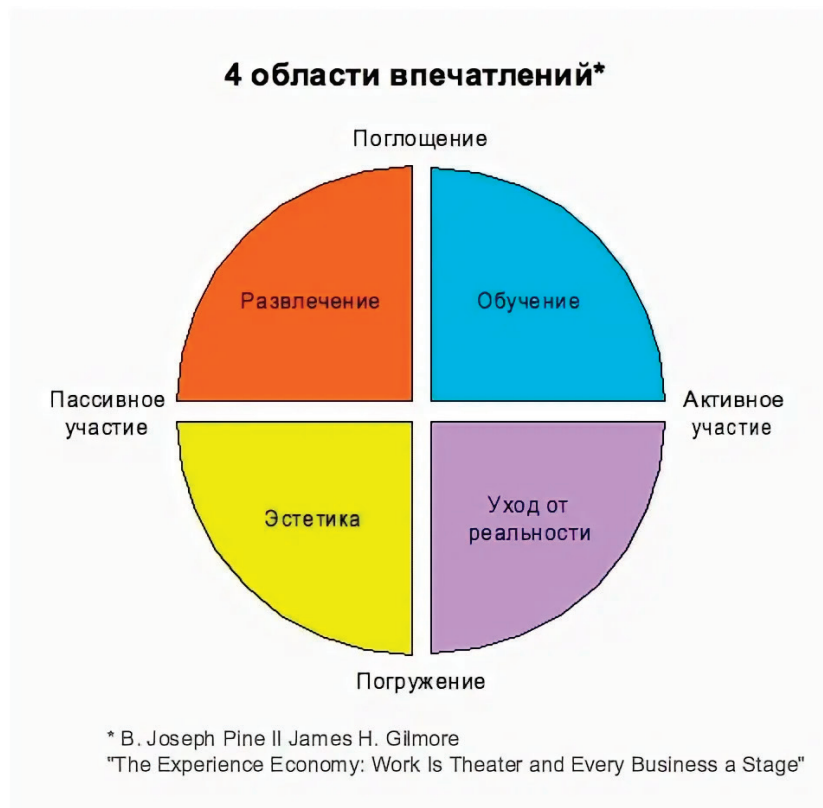 4 области впечатлений*
Поглощение
Развлечение
Обучение
Пассивное
участие
Активное
участие
Эстетика
Уход от
реальности
Погружение
* B. Joseph Pine II James H. Gilmore
"The Experience Economy: Work Is Theater and Every Business a Stage"